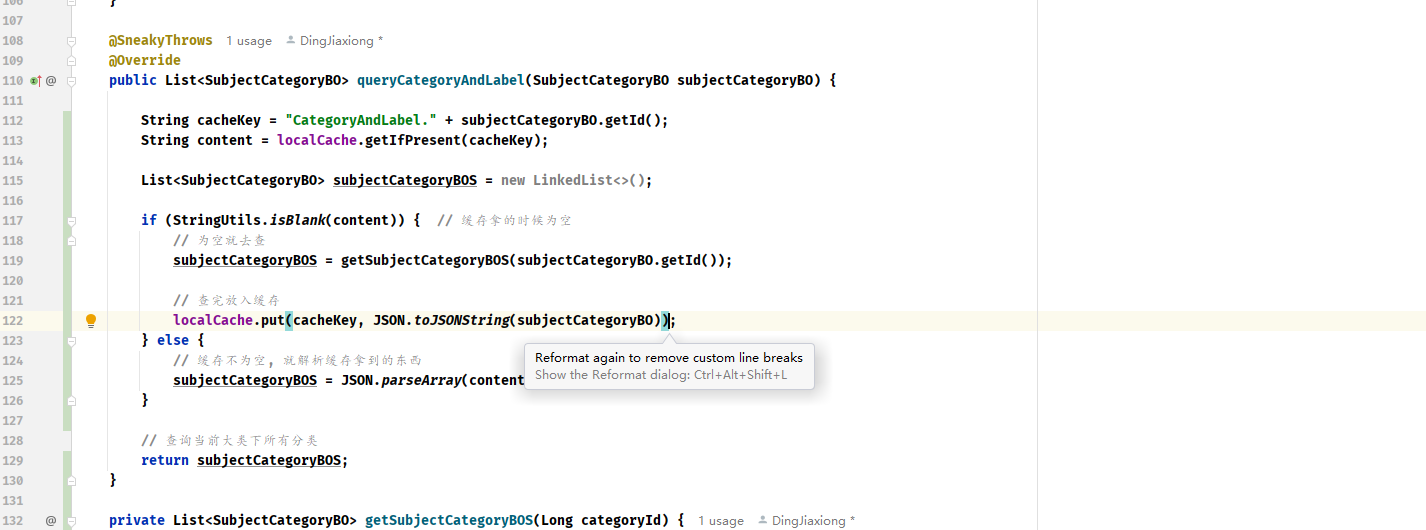 106 }
107
108 @SneakyThrows 1 usage DingJiaxiong *
109 @Override
110 @ public List<SubjectCategoryBO> queryCategoryAndLabel(SubjectCategoryBO subjectCategoryBO) {
111
112 String cacheKey = "CategoryAndLabel." + subjectCategoryBO.getId();
113 String content = localCache.getIfPresent(cacheKey);
114
115 List<SubjectCategoryBO> subjectCategoryBOS = new LinkedList<>();
116
117 if (StringUtils.isBlank(content)) { // 缓存拿的时候为空
118 // 为空就去查
119 subjectCategoryBOS = getSubjectCategoryBOS(subjectCategoryBO.getId());
120
121 // 查完放入缓存
122 localCache.put(cacheKey, JSON.toJSONString(subjectCategoryBO));
123 } else {
Reformat again to remove custom line breaks
124 // 缓存不为空, 就解析缓存拿到的东西
Show the Reformat dialog: Ctrl+Alt+Shift+L
125 subjectCategoryBOS = JSON.parseArray(content
126 }
127
128 // 查询当前大类下所有分类
129 return subjectCategoryBOS;
130 }
131
132 @ private List<SubjectCategoryBO> getSubjectCategoryBOS(Long categoryId) { 1 usage DingJiaxiong *